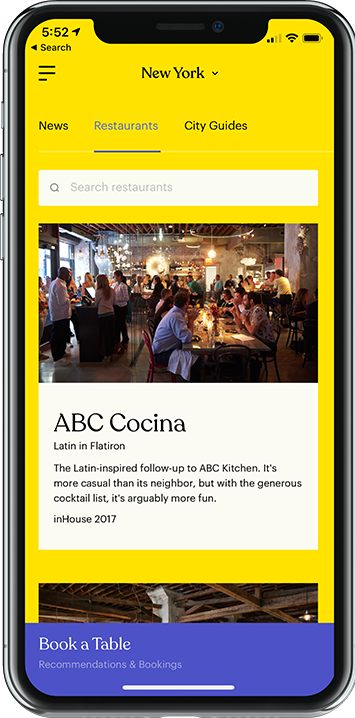 5:52
Search
New York
News Restaurants City Guides
Search restaurants
ABC Cocina
Latin in Flatiron
The Latin-inspired follow-up to ABC Kitchen. It's
more casual than its neighbor, but with the generous
cocktail list, it's arguably more fun.
inHouse 2017
Book a Table
Recommendations & Bookings